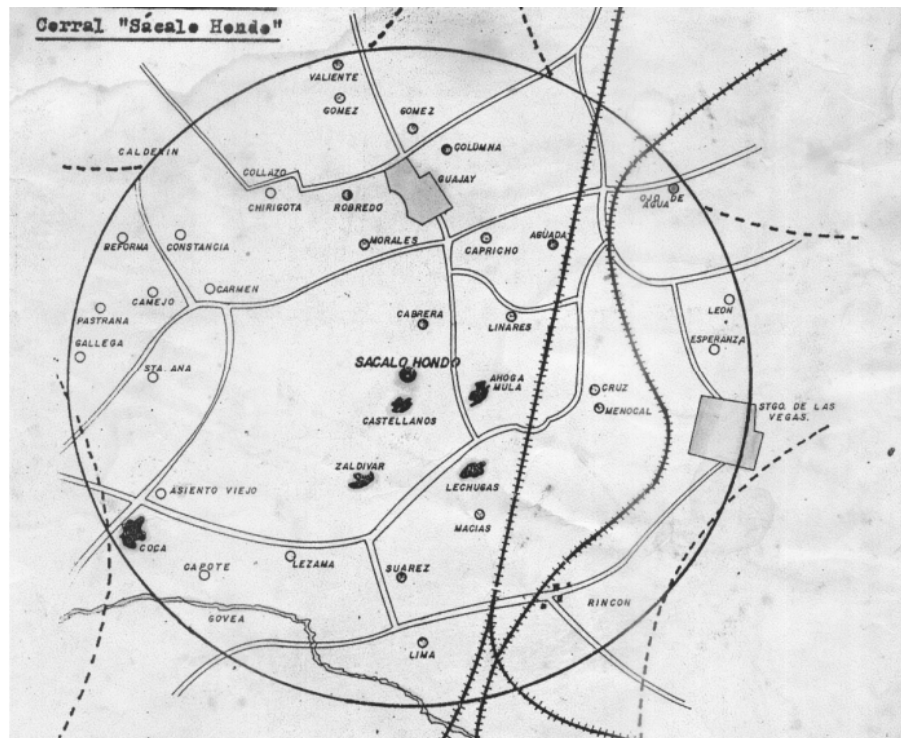 Corral "Sácalo Hondo"
VALIENTE
GOMEZ
GOMEZ
COLUMNA
CALDERIN
COLLAZO
GUAJAY
CHIRIGOTA
ROBREDO
OJO DE
AGUA
REFORMA
CONSTANCIA
MORALES
CAPRICHO
AGUADA
CAMEJO
CARMEN
PASTRANA
CABRERA
LINARES
LEON
GALLEGA
ESPERANZA
STA. ANA
SACALO HONDO
AHOGA
MULA
CRUZ
MENOCAL
CASTELLANOS
STGO. DE LAS
VEGAS.
ZALDIVAR
LECHUGAS
ASIENTO VIEJO
MACIAS
COCA
LEZAMA
CAPOTE
SUAREZ
GOVEA
RINCON
LIMA